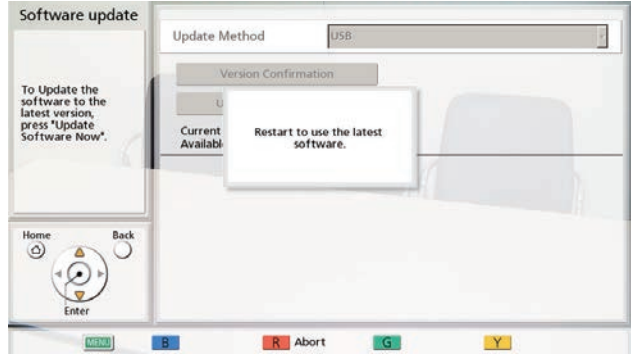 Software update
To Update the
software to the
latest version,
press "Update
Software Now".
Update Method
USB
Version Confirmation
U
Current
Availabl
Restart to use the latest
software.
Home
Back
Enter
MENU
B
R Abort
G
Y